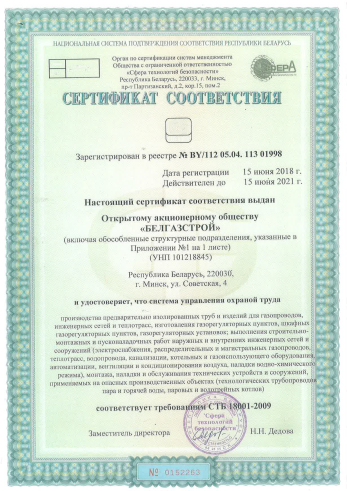 НАЦИОНАЛЬНАЯ СИСТЕМА ПОДТВЕРЖДЕНИЯ СООТВЕТСТВИЯ РЕСПУБЛИКИ БЕЛАРУСЬ
Орган по сертификации систем менеджмента
Общества с ограниченной ответственностью
«Сфера технологий безопасности»
Республика Беларусь, 220033, г. Минск,
пр-т Партизанский, д.2, кор.15, пом.2
СФЕРА
СЕРТИФИКАТ СООТВЕТСТВИЯ
Зарегистрирован в реестре № BY/112 05.04. 113 01998
Дата регистрации 15 июня 2018 г.
Действителен до 15 июня 2021 г.
Настоящий сертификат соответствия выдан
Открытому акционерному обществу
«БЕЛГАЗСТРОЙ»
(включая обособленные структурные подразделения, указанные в
Приложении №1 на 1 листе)
(УНП 101218845)
Республика Беларусь, 220030,
г. Минск, ул. Советская, 4
и удостоверяет, что система управления охраной труда
производства предварительно изолированных труб и изделий для газопроводов,
инженерных сетей и теплотрасс, изготовления газорегуляторных пунктов, шкафных
газорегуляторных пунктов, газорегуляторных установок; выполнения строительно-
монтажных и пусконаладочных работ наружных и внутренних инженерных сетей и
сооружений (электроснабжения, распределительных и магистральных газопроводов,
теплотрасс, водопровода, канализации, котельных и газоиспользующего оборудования,
автоматизации, вентиляции и кондиционирования воздуха, наладки водно-химического
режима), монтажа, наладки и обслуживания технических устройств и сооружений,
применяемых на опасных производственных объектах (технологических трубопроводов
пара и горячей воды, паровых и водогрейных котлов)
соответствует требованиям СТБ 18001-2009
"Сфера
технологий
безопасности"
Заместитель директора Н.Н. Дедова
№ 0152263